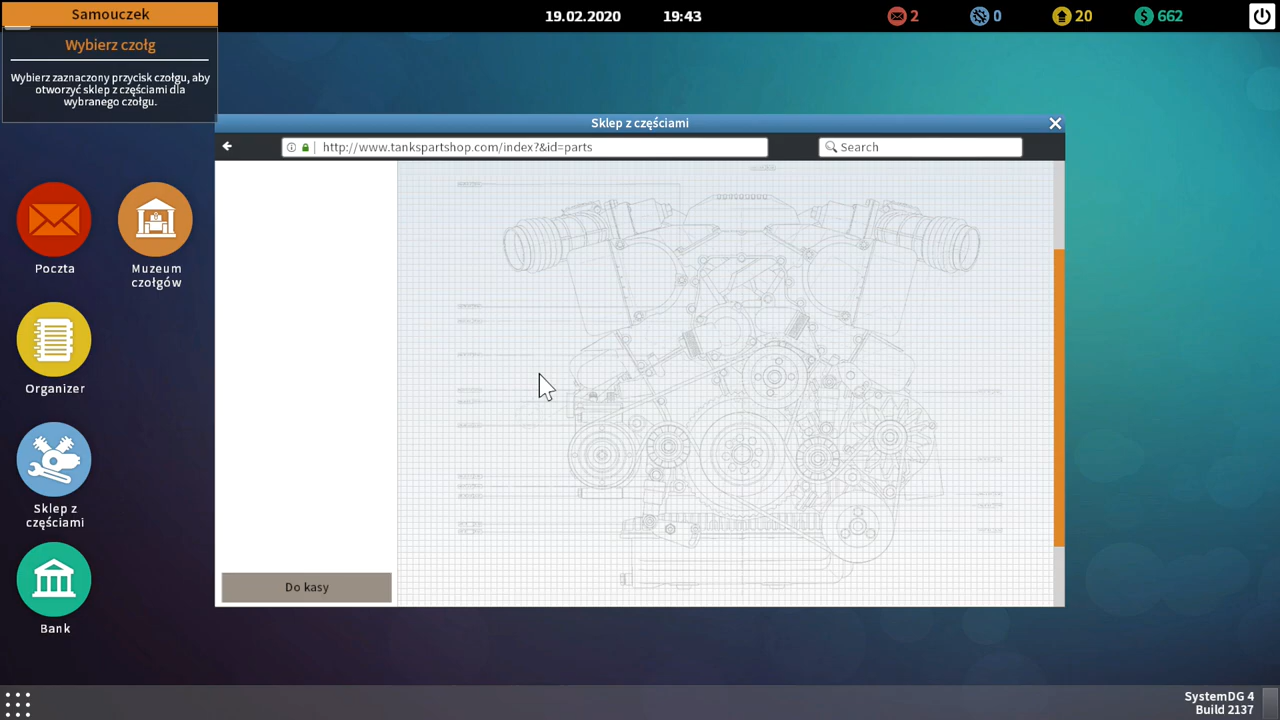 Samouczek
19.02.2020
19:43
2
0
20
662
Wybierz czołg
Wybierz zaznaczony przycisk czołgu, aby
otworzyć sklep z częściami dla
wybranego czołgu.
Sklep z częściami
http://www.tankspartshop.com/index?&id=parts
Search
Poczta
Muzeum
czołgów
Organizer
Sklep z
częściami
Bank
Do kasy
SystemDG 4
Build 2137